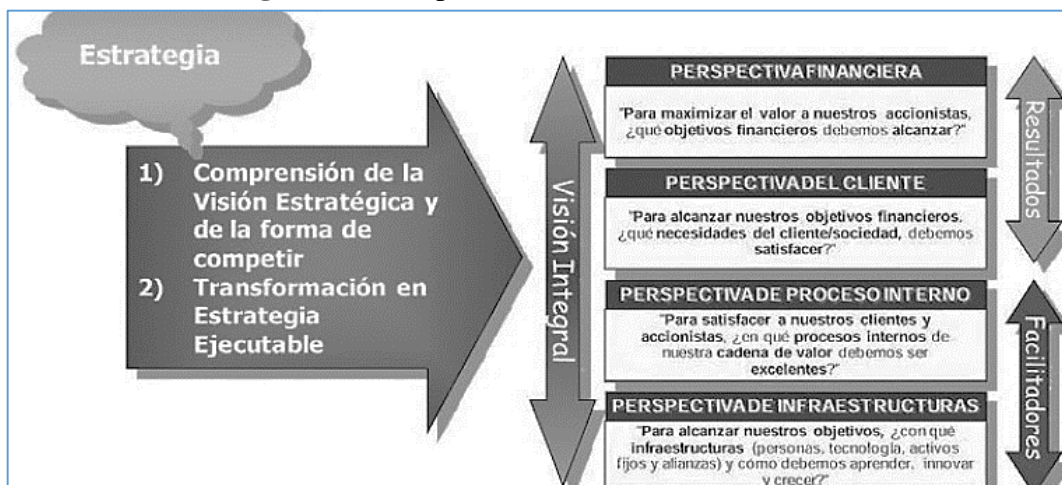 Estrategia
1) Comprensión de la
Visión Estratégica y
de la forma de
competir
2) Transformación en
Estrategia
Ejecutable
Visión Integral
PERSPECTIVA FINANCIERA
"Para maximizar el valor a nuestros accionistas,
¿qué objetivos financieros debemos alcanzar?"
PERSPECTIVA DEL CLIENTE
"Para alcanzar nuestros objetivos financieros,
¿qué necesidades del cliente/sociedad, debemos
satisfacer?"
PERSPECTIVA DE PROCESO INTERNO
"Para satisfacer a nuestros clientes y
accionistas, ¿en qué procesos internos de
nuestra cadena de valor debemos ser
excelentes?"
PERSPECTIVA DE INFRAESTRUCTURAS
"Para alcanzar nuestros objetivos, ¿con qué
infraestructuras (personas, tecnología, activos
fijos y alianzas) y cómo debemos aprender, innovar
y crecer?"
Resultados
Facilitadores